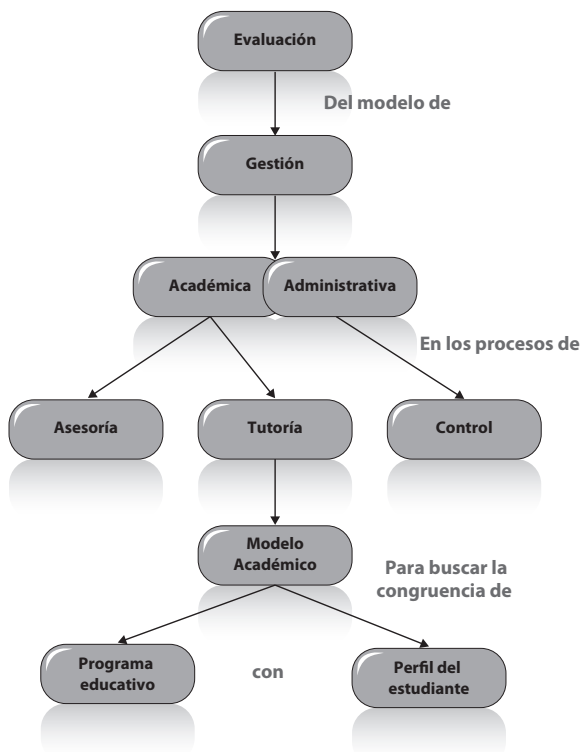 Evaluación
Del modelo de
Gestión
Académica
Administrativa
En los procesos de
Asesoría
Tutoría
Control
Modelo
Académico
Para buscar la
congruencia de
Programa
educativo
con
Perfil del
estudiante